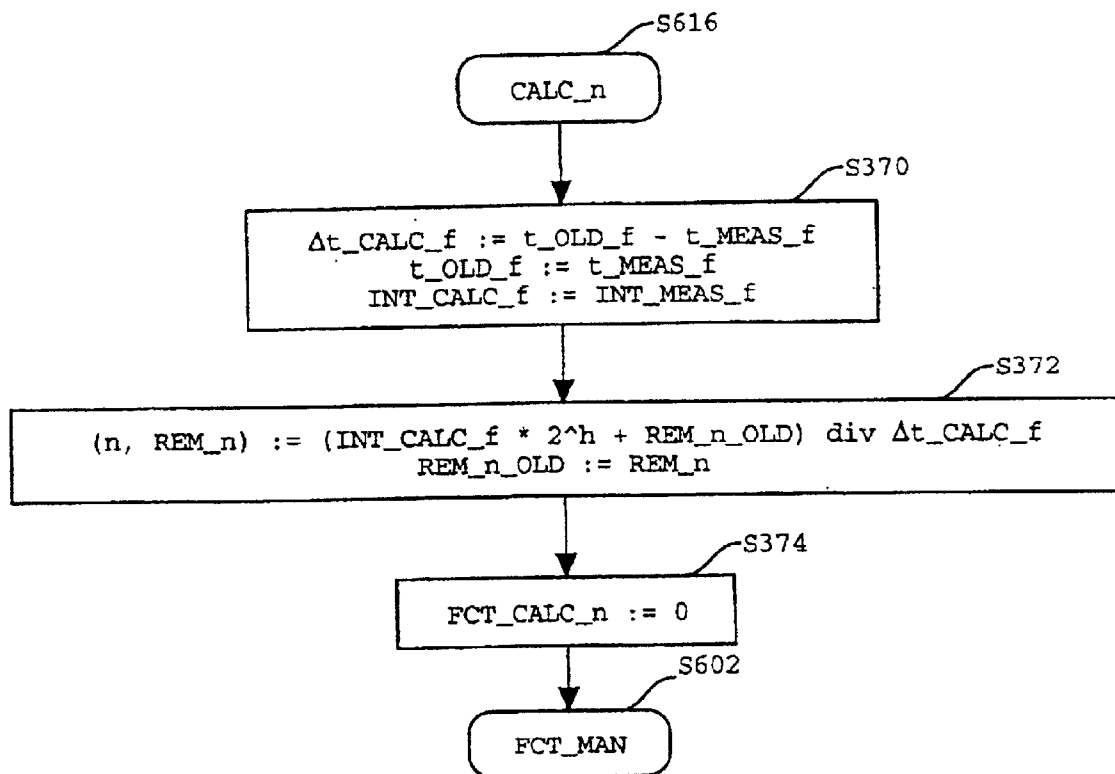 S616
CALC_n
S370
Δt_CALC_f := t_OLD_f - t_MEAS_f
t_OLD_f := t_MEAS_f
INT_CALC_f := INT_MEAS_f
S372
(n, REM_n) := (INT_CALC_f * 2^h + REM_n_OLD) div Δt_CALC_f
REM_n_OLD := REM_n
S374
FCT_CALC_n := 0
S602
FCT_MAN